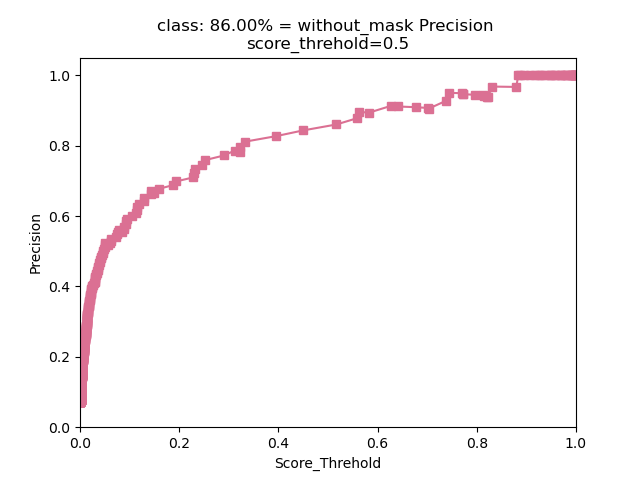 class: 86.00% = without_mask Precision
score_threhold=0.5
1.0
0.8
0.6
0.4
0.2
0.0
Precision
0.0 0.2 0.4 0.6 0.8 1.0
Score_Threhold